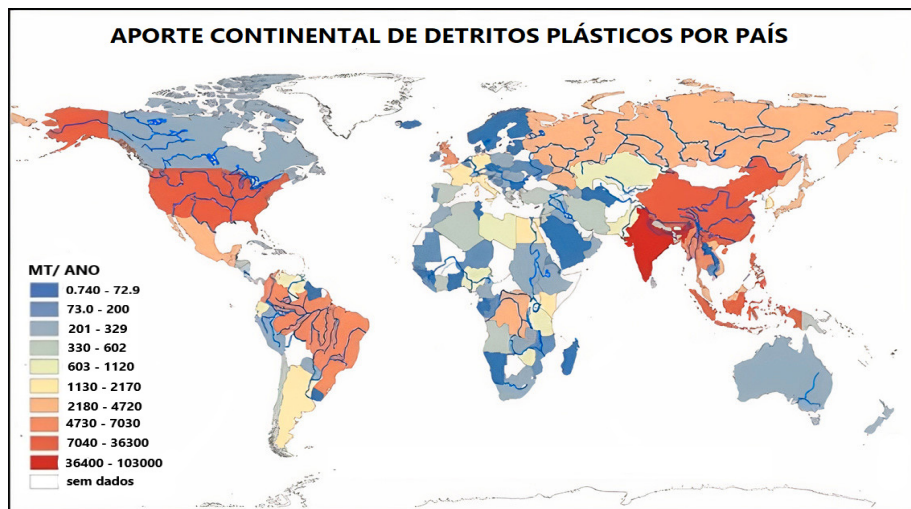 APORTE CONTINENTAL DE DETRITOS PLÁSTICOS POR PAÍS
MT/ ANO
0.740 - 72.9
73.0 - 200
201 - 329
330 - 602
603 - 1120
1130 - 2170
2180 - 4720
4730 - 7030
7040 - 36300
36400 - 103000
sem dados